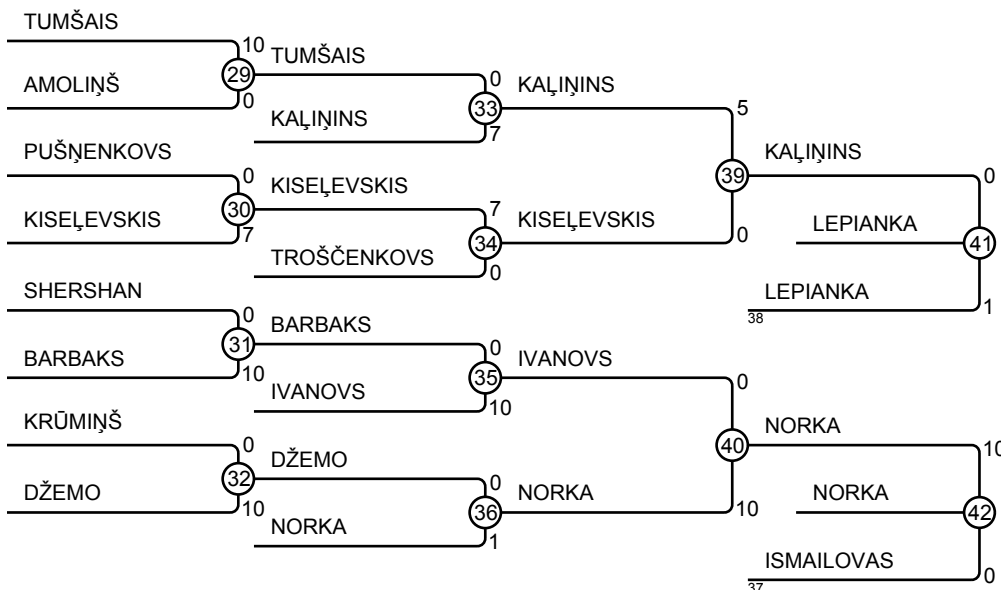 TUMŠAIS
10
TUMŠAIS
29
0
KAĻIŅINS
AMOLIŅŠ
0
33
5
KAĻIŅINS
7
PUŠŅENKOVS
KAĻIŅINS
0
KISEĻEVSKIS
39
0
30
7
KISEĻEVSKIS
LEPIANKA
KISEĻEVSKIS
7
34
0
41
TROŠČENKOVS
0
SHERSHAN
LEPIANKA
0
BARBAKS
38
1
31
0
IVANOVS
BARBAKS
10
35
0
IVANOVS
10
KRŪMIŅŠ
NORKA
0
DŽEMO
40
10
32
0
NORKA
NORKA
DŽEMO
10
36
10
42
NORKA
1
ISMAILOVAS
37
0